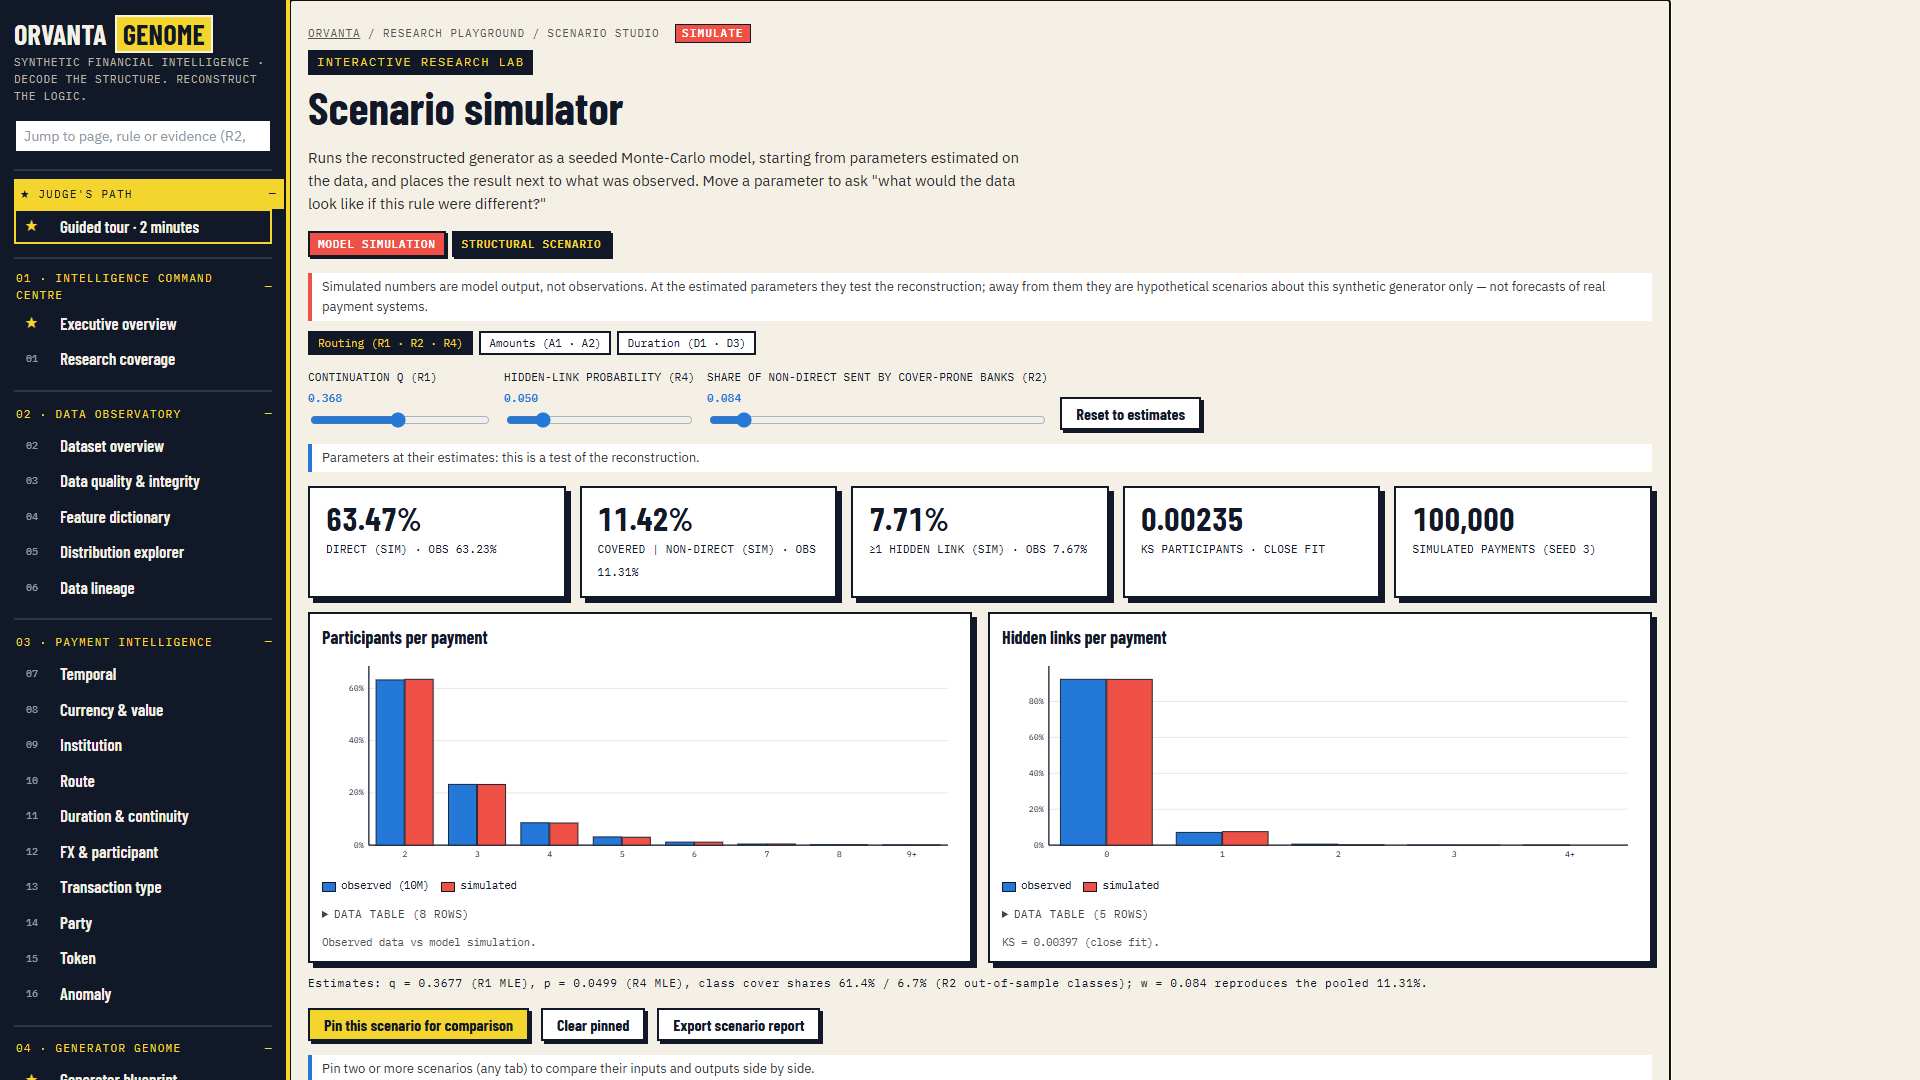 ORVANTA GENOME
SYNTHETIC FINANCIAL INTELLIGENCE ·
DECODE THE STRUCTURE. RECONSTRUCT
THE LOGIC.
Jump to page, rule or evidence (R2,
★ JUDGE'S PATH –
★ Guided tour · 2 minutes
01 · INTELLIGENCE COMMAND
CENTRE –
★ Executive overview
01 Research coverage
02 · DATA OBSERVATORY –
02 Dataset overview
03 Data quality & integrity
04 Feature dictionary
05 Distribution explorer
06 Data lineage
03 · PAYMENT INTELLIGENCE –
07 Temporal
08 Currency & value
09 Institution
10 Route
11 Duration & continuity
12 FX & participant
13 Transaction type
14 Party
15 Token
16 Anomaly
04 · GENERATOR GENOME –
★ Generator blueprint
ORVANTA / RESEARCH PLAYGROUND / SCENARIO STUDIO SIMULATE
INTERACTIVE RESEARCH LAB
Scenario simulator
Runs the reconstructed generator as a seeded Monte-Carlo model, starting from parameters estimated on
the data, and places the result next to what was observed. Move a parameter to ask "what would the data
look like if this rule were different?"
MODEL SIMULATION STRUCTURAL SCENARIO
Simulated numbers are model output, not observations. At the estimated parameters they test the reconstruction; away from them they are hypothetical scenarios about this synthetic generator only — not forecasts of real
payment systems.
Routing (R1 · R2 · R4) Amounts (A1 · A2) Duration (D1 · D3)
CONTINUATION Q (R1) HIDDEN-LINK PROBABILITY (R4) SHARE OF NON-DIRECT SENT BY COVER-PRONE BANKS (R2)
0.368 0.050 0.084
Reset to estimates
Parameters at their estimates: this is a test of the reconstruction.
63.47%
DIRECT (SIM) · OBS 63.23%
11.42%
COVERED | NON-DIRECT (SIM) · OBS
11.31%
7.71%
≥1 HIDDEN LINK (SIM) · OBS 7.67%
0.00235
KS PARTICIPANTS · CLOSE FIT
100,000
SIMULATED PAYMENTS (SEED 3)
Participants per payment
60%
40%
20%
0%
2 3 4 5 6 7 8 9+
observed (10M) simulated
▶ DATA TABLE (8 ROWS)
Observed data vs model simulation.
Hidden links per payment
80%
60%
40%
20%
0%
0 1 2 3 4+
observed simulated
▶ DATA TABLE (5 ROWS)
KS = 0.00397 (close fit).
Estimates: q = 0.3677 (R1 MLE), p = 0.0499 (R4 MLE), class cover shares 61.4% / 6.7% (R2 out-of-sample classes); w = 0.084 reproduces the pooled 11.31%.
Pin this scenario for comparison Clear pinned Export scenario report
Pin two or more scenarios (any tab) to compare their inputs and outputs side by side.